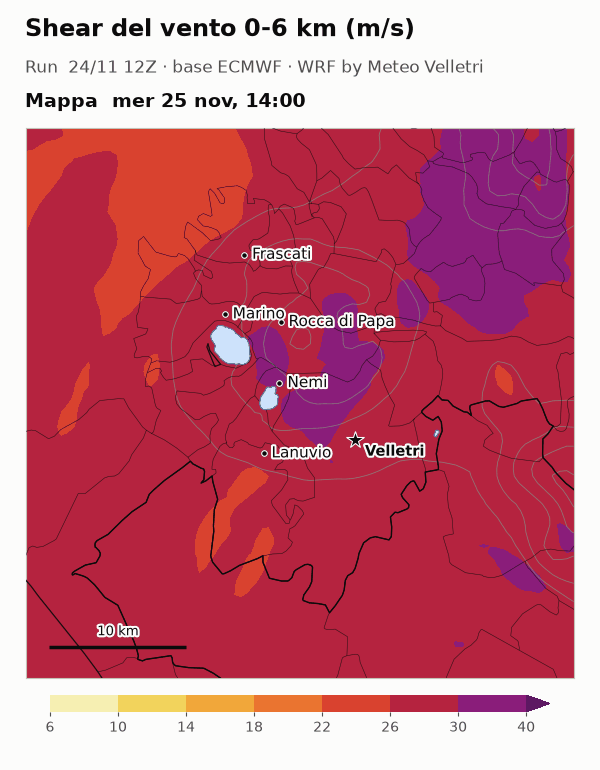 Shear del vento 0-6 km (m/s)
Run  24/11 12Z · base ECMWF · WRF by Meteo Velletri
Mappa  mer 25 nov, 14:00
Frascati
Marino
Rocca di Papa
Nemi
Velletri
Lanuvio
10 km
6 10 14 18 22 26 30 40